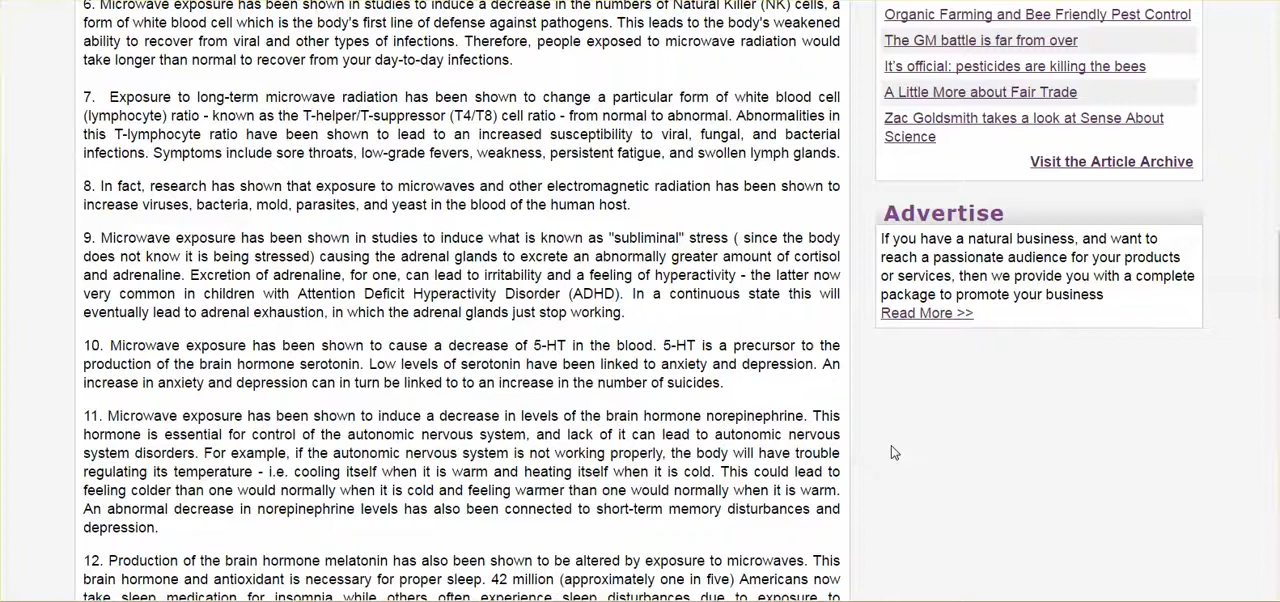 6. Microwave exposure has been shown in studies to induce a decrease in the numbers of Natural Killer (NK) cells, a
form of white blood cell which is the body's first line of defense against pathogens. This leads to the body's weakened
ability to recover from viral and other types of infections. Therefore, people exposed to microwave radiation would
take longer than normal to recover from your day-to-day infections.
7. Exposure to long-term microwave radiation has been shown to change a particular form of white blood cell
(lymphocyte) ratio - known as the T-helper/T-suppressor (T4/T8) cell ratio - from normal to abnormal. Abnormalities in
this T-lymphocyte ratio have been shown to lead to an increased susceptibility to viral, fungal, and bacterial
infections. Symptoms include sore throats, low-grade fevers, weakness, persistent fatigue, and swollen lymph glands.
8. In fact, research has shown that exposure to microwaves and other electromagnetic radiation has been shown to
increase viruses, bacteria, mold, parasites, and yeast in the blood of the human host.
9. Microwave exposure has been shown in studies to induce what is known as "subliminal" stress ( since the body
does not know it is being stressed) causing the adrenal glands to excrete an abnormally greater amount of cortisol
and adrenaline. Excretion of adrenaline, for one, can lead to irritability and a feeling of hyperactivity - the latter now
very common in children with Attention Deficit Hyperactivity Disorder (ADHD). In a continuous state this will
eventually lead to adrenal exhaustion, in which the adrenal glands just stop working.
10. Microwave exposure has been shown to cause a decrease of 5-HT in the blood. 5-HT is a precursor to the
production of the brain hormone serotonin. Low levels of serotonin have been linked to anxiety and depression. An
increase in anxiety and depression can in turn be linked to to an increase in the number of suicides.
11. Microwave exposure has been shown to induce a decrease in levels of the brain hormone norepinephrine. This
hormone is essential for control of the autonomic nervous system, and lack of it can lead to autonomic nervous
system disorders. For example, if the autonomic nervous system is not working properly, the body will have trouble
regulating its temperature - i.e. cooling itself when it is warm and heating itself when it is cold. This could lead to
feeling colder than one would normally when it is cold and feeling warmer than one would normally when it is warm.
An abnormal decrease in norepinephrine levels has also been connected to short-term memory disturbances and
depression.
12. Production of the brain hormone melatonin has also been shown to be altered by exposure to microwaves. This
brain hormone and antioxidant is necessary for proper sleep. 42 million (approximately one in five) Americans now
take sleep medication for insomnia while others often experience sleep disturbances due to exposure to
Organic Farming and Bee Friendly Pest Control
The GM battle is far from over
It's official: pesticides are killing the bees
A Little More about Fair Trade
Zac Goldsmith takes a look at Sense About
Science
Visit the Article Archive
Advertise
If you have a natural business, and want to
reach a passionate audience for your products
or services, then we provide you with a complete
package to promote your business
Read More >>